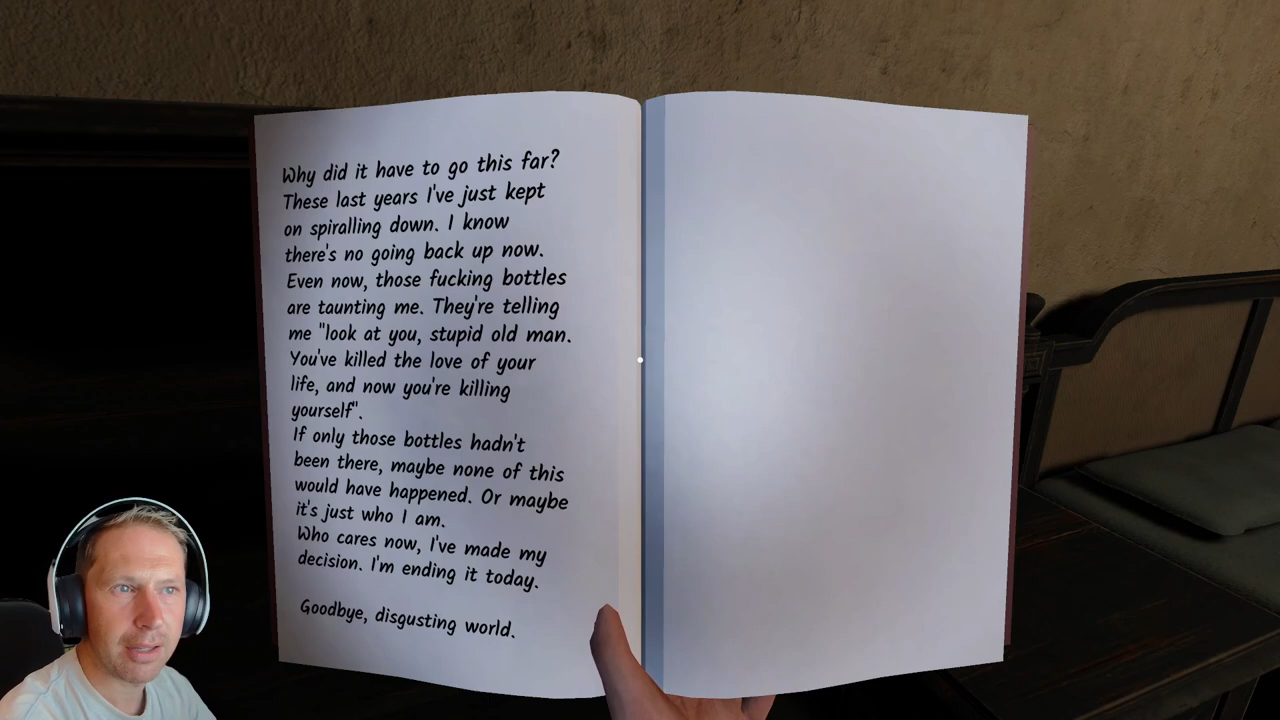 Why did it have to go this far?
These last years I've just kept
on spiralling down. I know
there's no going back up now.
Even now, those fucking bottles
are taunting me. They're telling
me "look at you, stupid old man.
You've killed the love of your
life, and now you're killing
yourself".
If only those bottles hadn't
been there, maybe none of this
would have happened. Or maybe
it's just who I am.
Who cares now, I've made my
decision. I'm ending it today.
Goodbye, disgusting world.